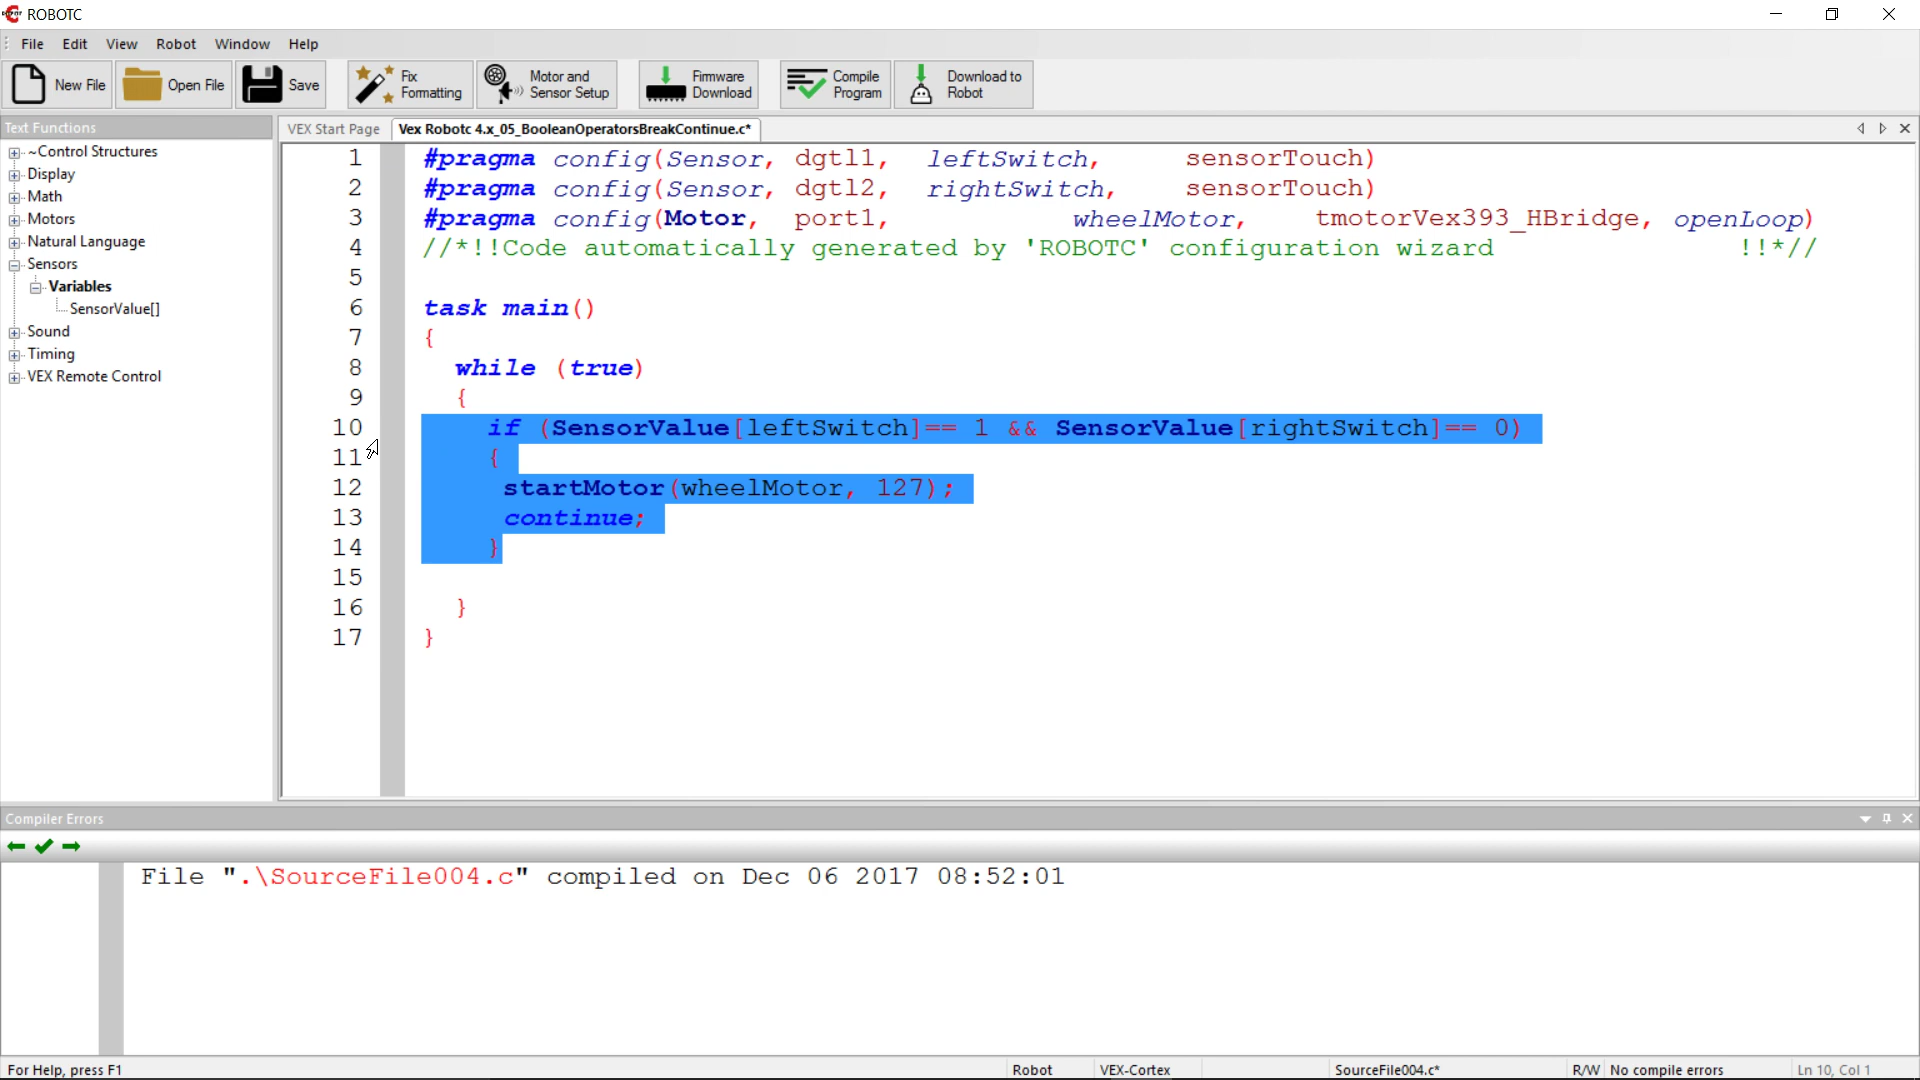 ROBOTC
File Edit View Robot Window Help
New File Open File Save Fix Formatting Motor and Sensor Setup Firmware Download Compile Program Download to Robot
Text Functions
~Control Structures
Display
Math
Motors
Natural Language
Sensors
Variables
SensorValue[]
Sound
Timing
VEX Remote Control
VEX Start Page Vex Robotc 4.x_05_BooleanOperatorsBreakContinue.c*
1 #pragma config(Sensor, dgtl1, leftSwitch, sensorTouch)
2 #pragma config(Sensor, dgtl2, rightSwitch, sensorTouch)
3 #pragma config(Motor, port1, wheelMotor, tmotorVex393_HBridge, openLoop)
4 //*!!Code automatically generated by 'ROBOTC' configuration wizard !!*//
5
6 task main()
7 {
8 while (true)
9 {
10 if (SensorValue[leftSwitch]== 1 && SensorValue[rightSwitch]== 0)
11 {
12 startMotor(wheelMotor, 127);
13 continue;
14 }
15
16 }
17 }
Compiler Errors
File ".\SourceFile004.c" compiled on Dec 06 2017 08:52:01
For Help, press F1 Robot VEX-Cortex SourceFile004.c* R/W No compile errors Ln 10, Col 1